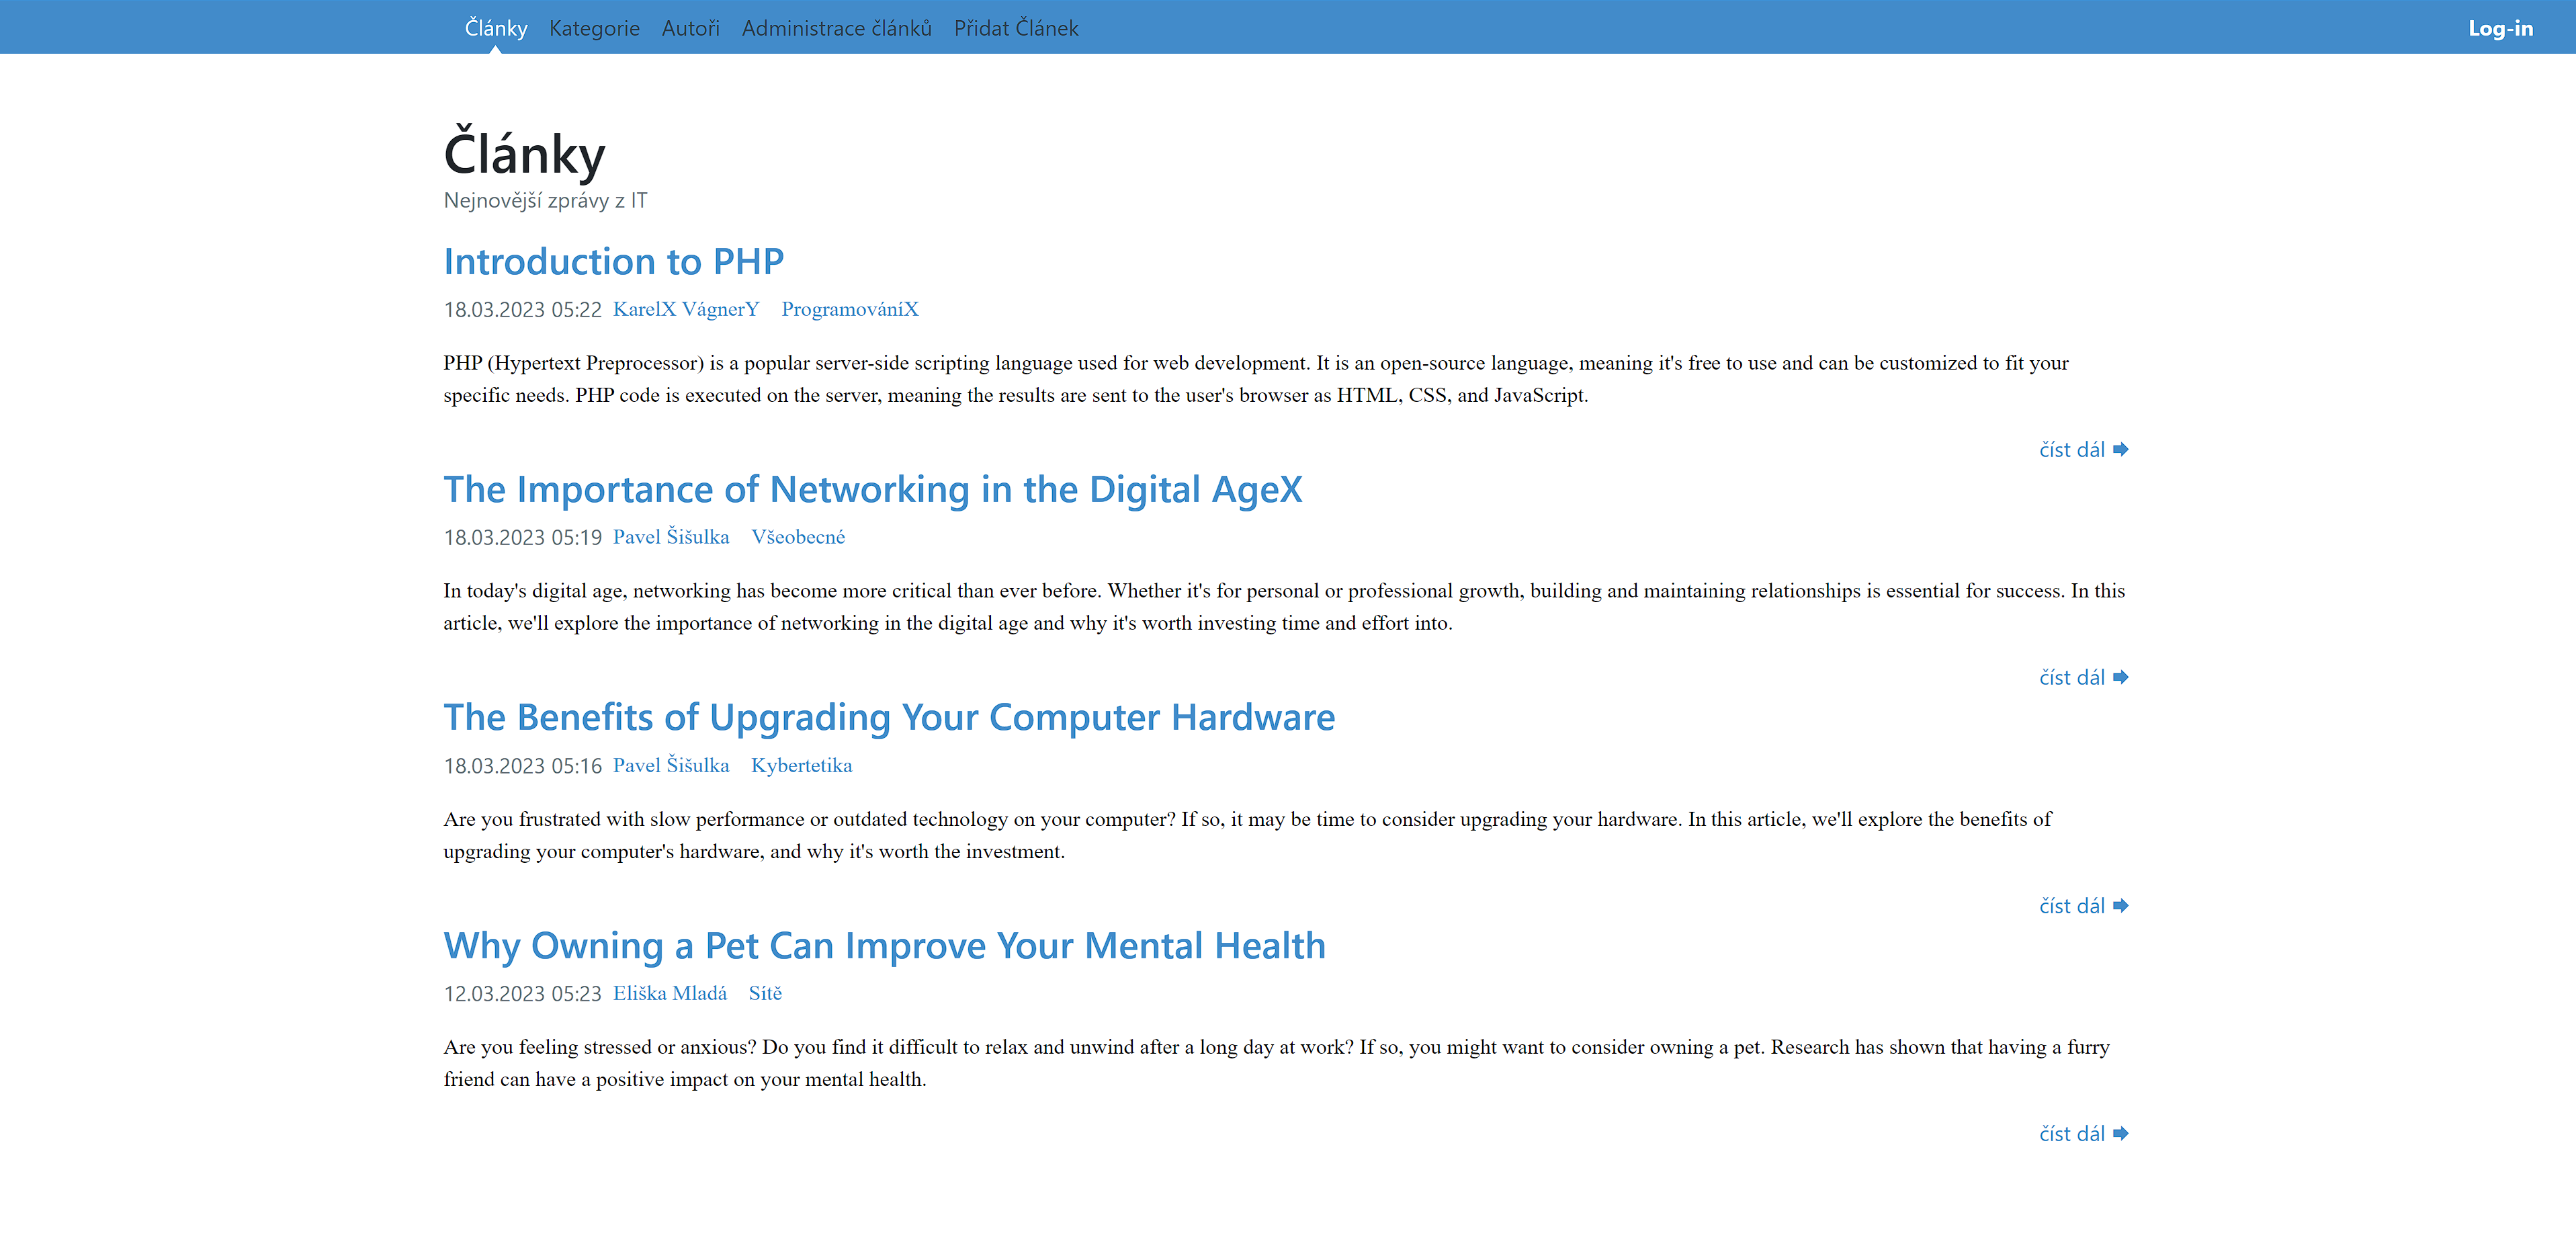 Články Kategorie Autoři Administrace článků Přidat Článek Log-in
Články
Nejnovější zprávy z IT
Introduction to PHP
18.03.2023 05:22 KarelX VágnerY ProgramováníX
PHP (Hypertext Preprocessor) is a popular server-side scripting language used for web development. It is an open-source language, meaning it's free to use and can be customized to fit your
specific needs. PHP code is executed on the server, meaning the results are sent to the user's browser as HTML, CSS, and JavaScript.
číst dál
The Importance of Networking in the Digital AgeX
18.03.2023 05:19 Pavel Šišulka Všeobecné
In today's digital age, networking has become more critical than ever before. Whether it's for personal or professional growth, building and maintaining relationships is essential for success. In this
article, we'll explore the importance of networking in the digital age and why it's worth investing time and effort into.
číst dál
The Benefits of Upgrading Your Computer Hardware
18.03.2023 05:16 Pavel Šišulka Kybertetika
Are you frustrated with slow performance or outdated technology on your computer? If so, it may be time to consider upgrading your hardware. In this article, we'll explore the benefits of
upgrading your computer's hardware, and why it's worth the investment.
číst dál
Why Owning a Pet Can Improve Your Mental Health
12.03.2023 05:23 Eliška Mladá Sítě
Are you feeling stressed or anxious? Do you find it difficult to relax and unwind after a long day at work? If so, you might want to consider owning a pet. Research has shown that having a furry
friend can have a positive impact on your mental health.
číst dál